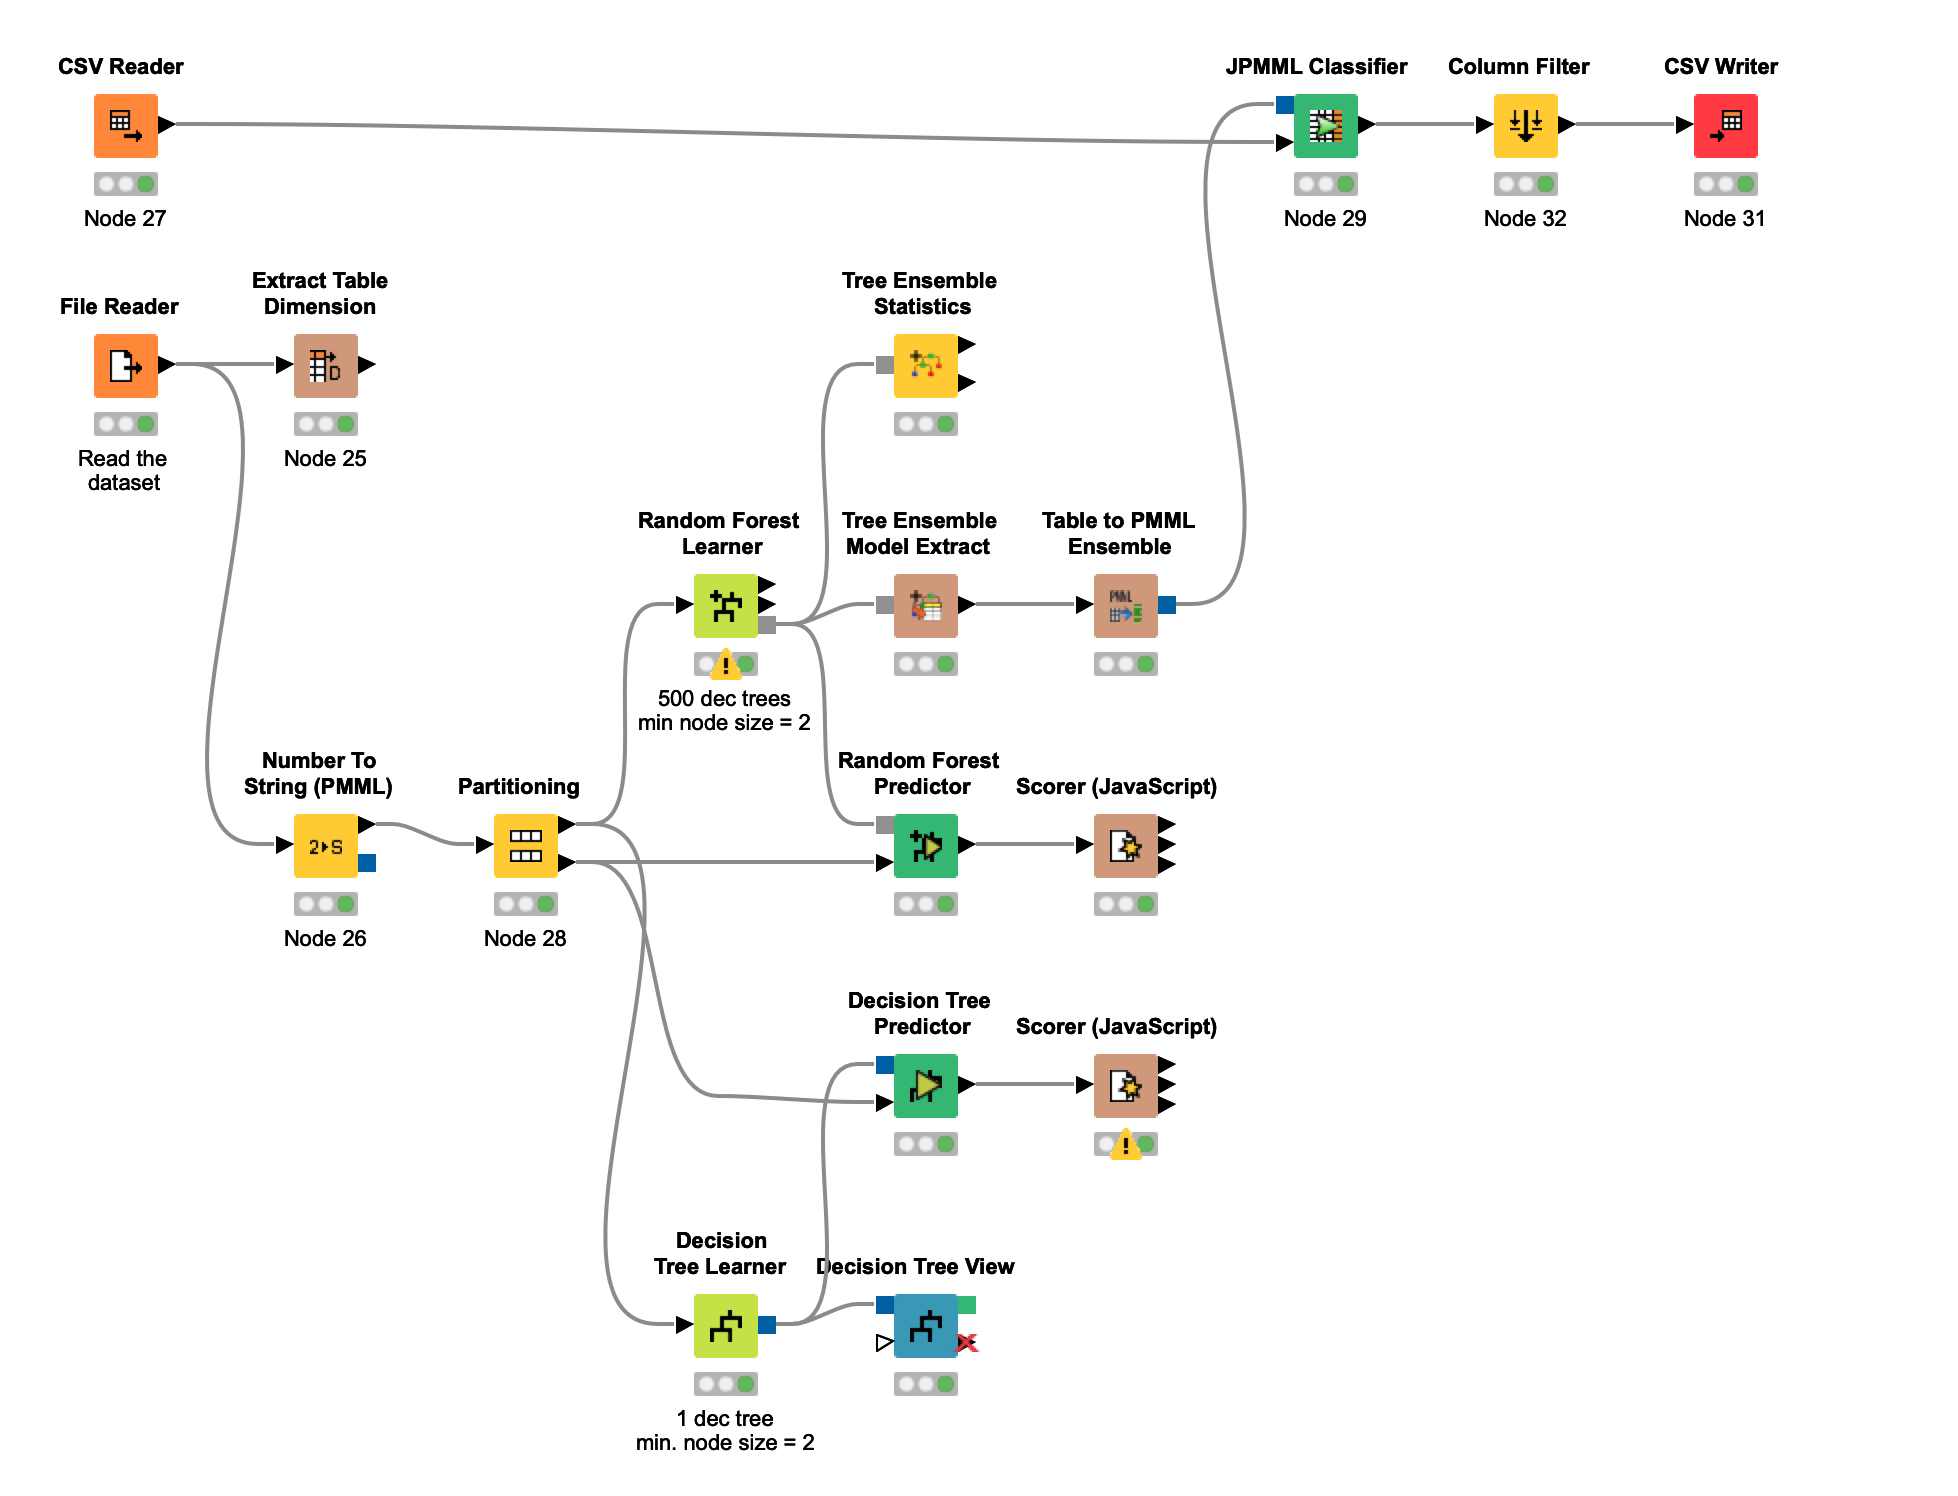 CSV Reader
Node 27
JPMML Classifier
Node 29
Column Filter
Node 32
CSV Writer
Node 31
File Reader
Read the
dataset
Extract Table
Dimension
D
Node 25
Tree Ensemble
Statistics
Random Forest
Learner
500 dec trees
min node size = 2
Tree Ensemble
Model Extract
Table to PMML
Ensemble
PMML
Number To
String (PMML)
2▸S
Node 26
Partitioning
Node 28
Random Forest
Predictor
Scorer (JavaScript)
Decision Tree
Predictor
Scorer (JavaScript)
Decision
Tree Learner
1 dec tree
min. node size = 2
Decision Tree View